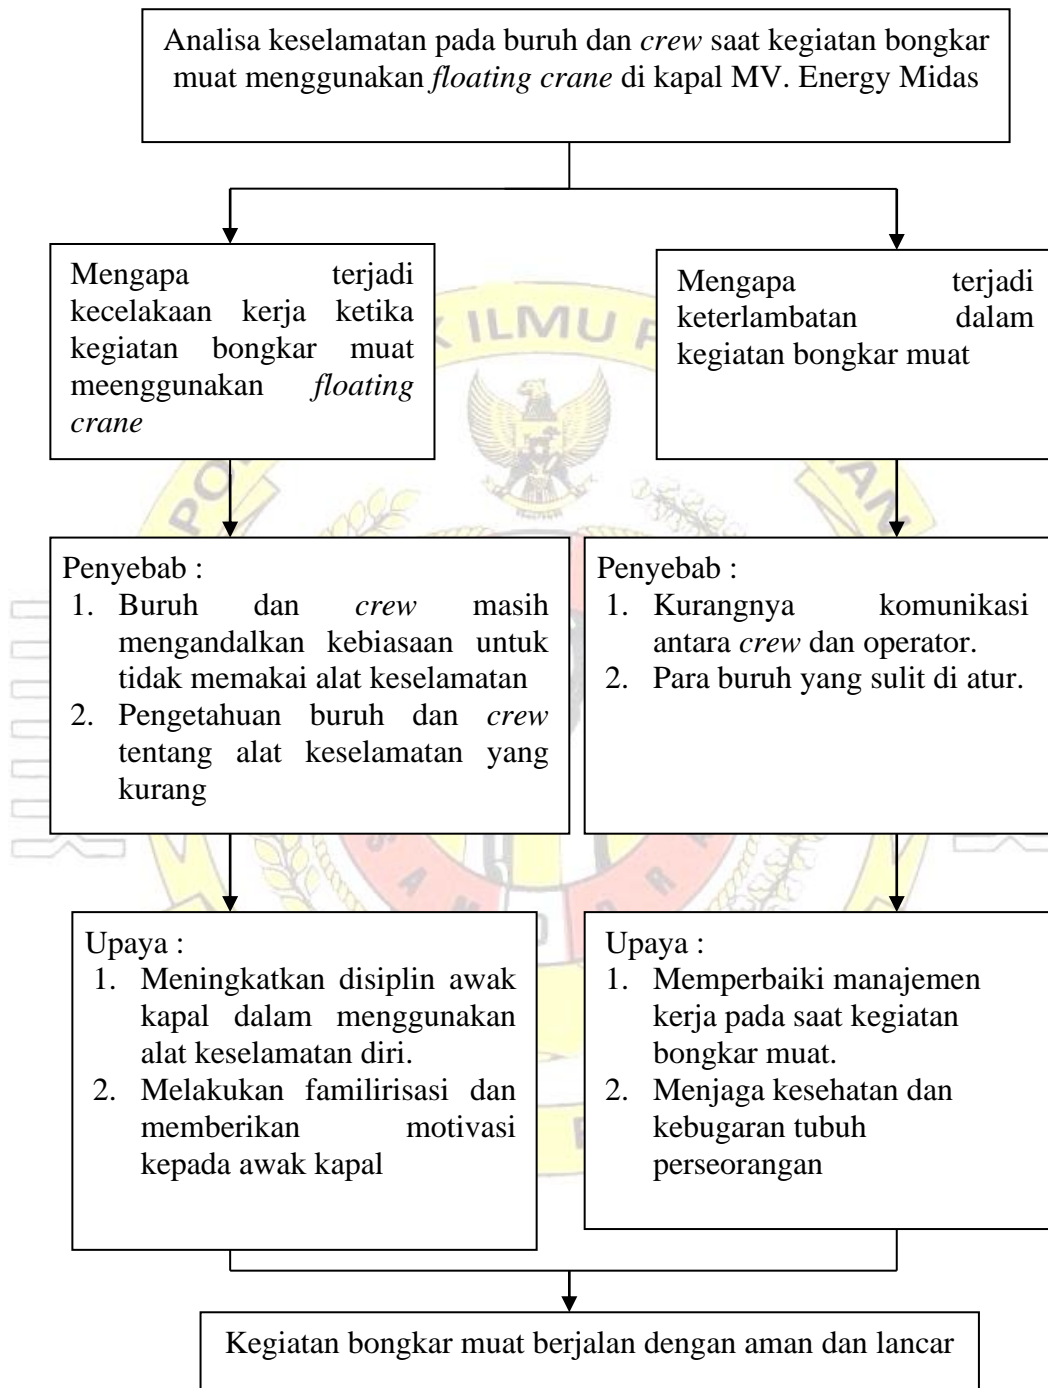 Analisa keselamatan pada buruh dan crew saat kegiatan bongkar
muat menggunakan floating crane di kapal MV. Energy Midas
Mengapa terjadi
kecelakaan kerja ketika
kegiatan bongkar muat
meenggunakan floating
crane
Mengapa terjadi
keterlambatan dalam
kegiatan bongkar muat
K ILMU P
PO
AN
Penyebab :
1. Buruh dan crew masih
mengandalkan kebiasaan untuk
tidak memakai alat keselamatan
2. Pengetahuan buruh dan crew
tentang alat keselamatan yang
kurang
Penyebab :
1. Kurangnya komunikasi
antara crew dan operator.
2. Para buruh yang sulit di atur.
Upaya :
1. Meningkatkan disiplin awak
kapal dalam menggunakan
alat keselamatan diri.
2. Melakukan familirisasi dan
memberikan motivasi
kepada awak kapal
Upaya :
1. Memperbaiki manajemen
kerja pada saat kegiatan
bongkar muat.
2. Menjaga kesehatan dan
kebugaran tubuh
perseorangan
Kegiatan bongkar muat berjalan dengan aman dan lancar